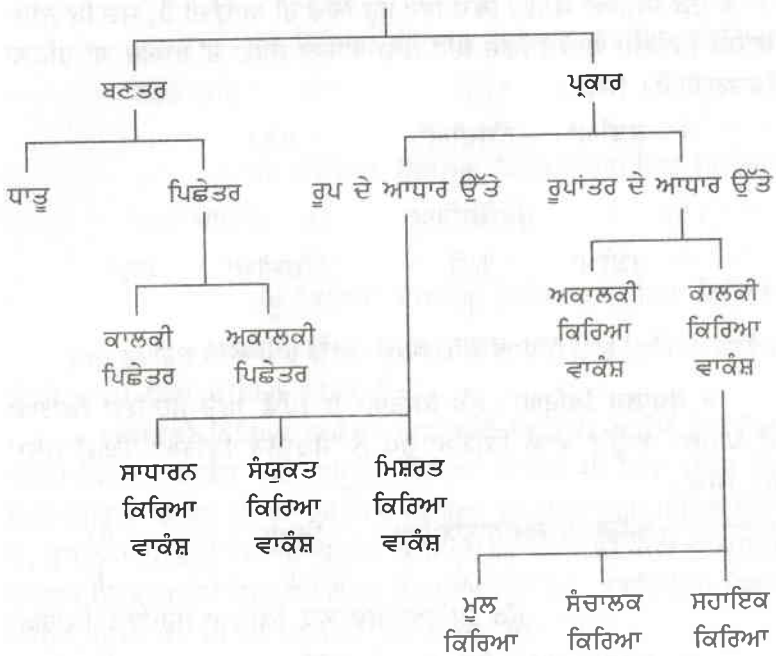 ਬਣਤਰ
ਪ੍ਰਕਾਰ
ਧਾਤੂ
ਪਿਛੇਤਰ
ਰੂਪ ਦੇ ਆਧਾਰ ਉੱਤੇ
ਰੂਪਾਂਤਰ ਦੇ ਆਧਾਰ ਉੱਤੇ
ਅਕਾਲਕੀ
ਕਿਰਿਆ
ਵਾਕੰਸ਼
ਕਾਲਕੀ
ਕਿਰਿਆ
ਵਾਕੰਸ਼
ਕਾਲਕੀ
ਪਿਛੇਤਰ
ਅਕਾਲਕੀ
ਪਿਛੇਤਰ
ਸਾਧਾਰਨ
ਕਿਰਿਆ
ਵਾਕੰਸ਼
ਸੰਯੁਕਤ
ਕਿਰਿਆ
ਵਾਕੰਸ਼
ਮਿਸ਼ਰਤ
ਕਿਰਿਆ
ਵਾਕੰਸ਼
ਮੂਲ
ਕਿਰਿਆ
ਸੰਚਾਲਕ
ਕਿਰਿਆ
ਸਹਾਇਕ
ਕਿਰਿਆ